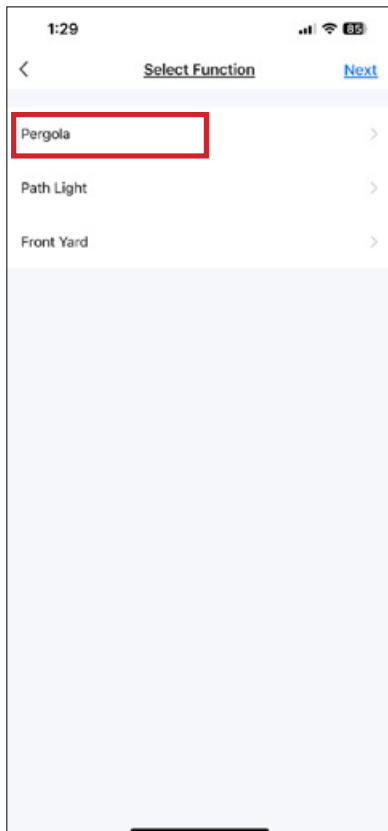 1:29
85
Select Function Next
Pergola
Path Light
Front Yard